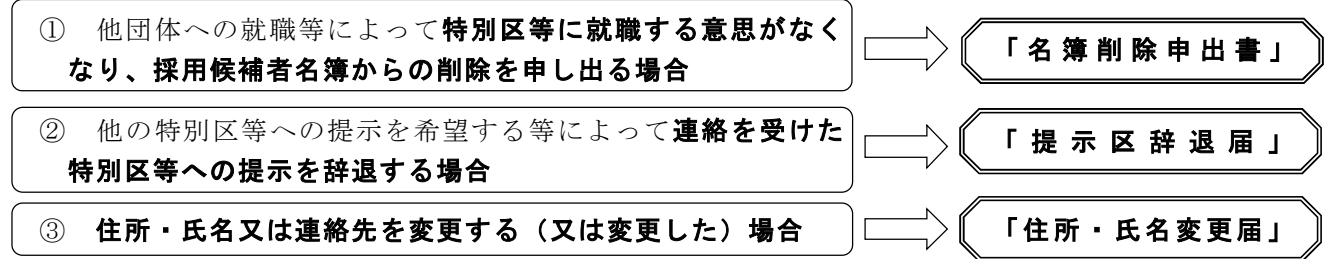 ① 他団体への就職等によって特別区等に就職する意思がなく
なり、採用候補者名簿からの削除を申し出る場合
「名簿削除申出書」
② 他の特別区等への提示を希望する等によって連絡を受けた
特別区等への提示を辞退する場合
「提示区辞退届」
③ 住所・氏名又は連絡先を変更する（又は変更した）場合
「住所・氏名変更届」